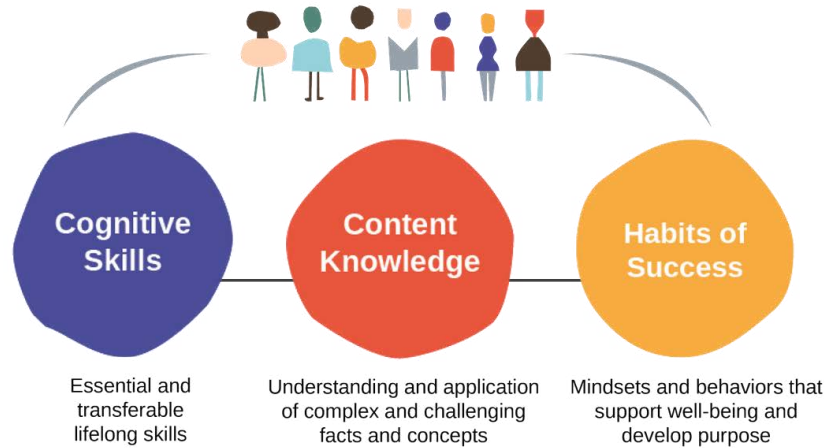 Cognitive
Skills
Content
Knowledge
Habits of
Success
Essential and
transferable
lifelong skills
Understanding and application
of complex and challenging
facts and concepts
Mindsets and behaviors that
support well-being and
develop purpose